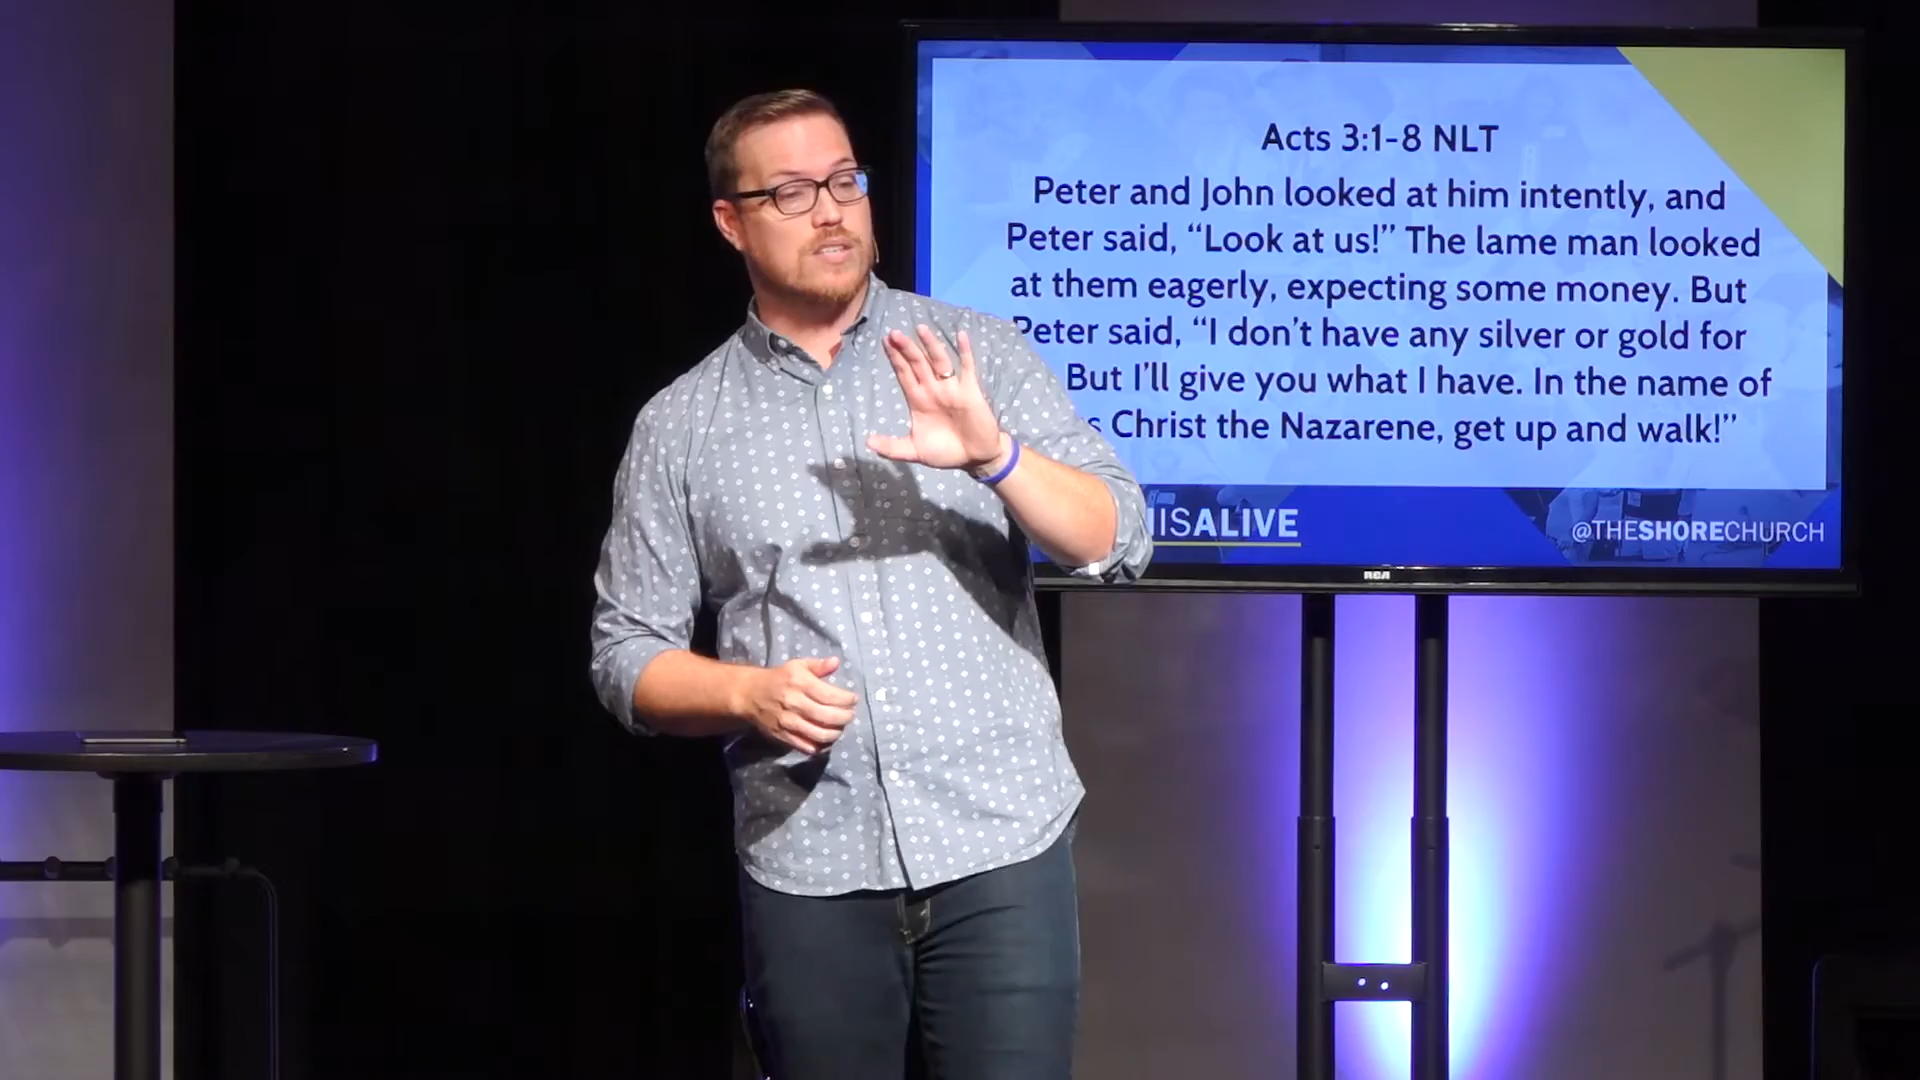 Acts 3:1-8 NLT
Peter and John looked at him intently, and
Peter said, “Look at us!” The lame man looked
at them eagerly, expecting some money. But
Peter said, “I don’t have any silver or gold for
But I’ll give you what I have. In the name of
Christ the Nazarene, get up and walk!”
ISALIVE
@THESHORECHURCH
RCA